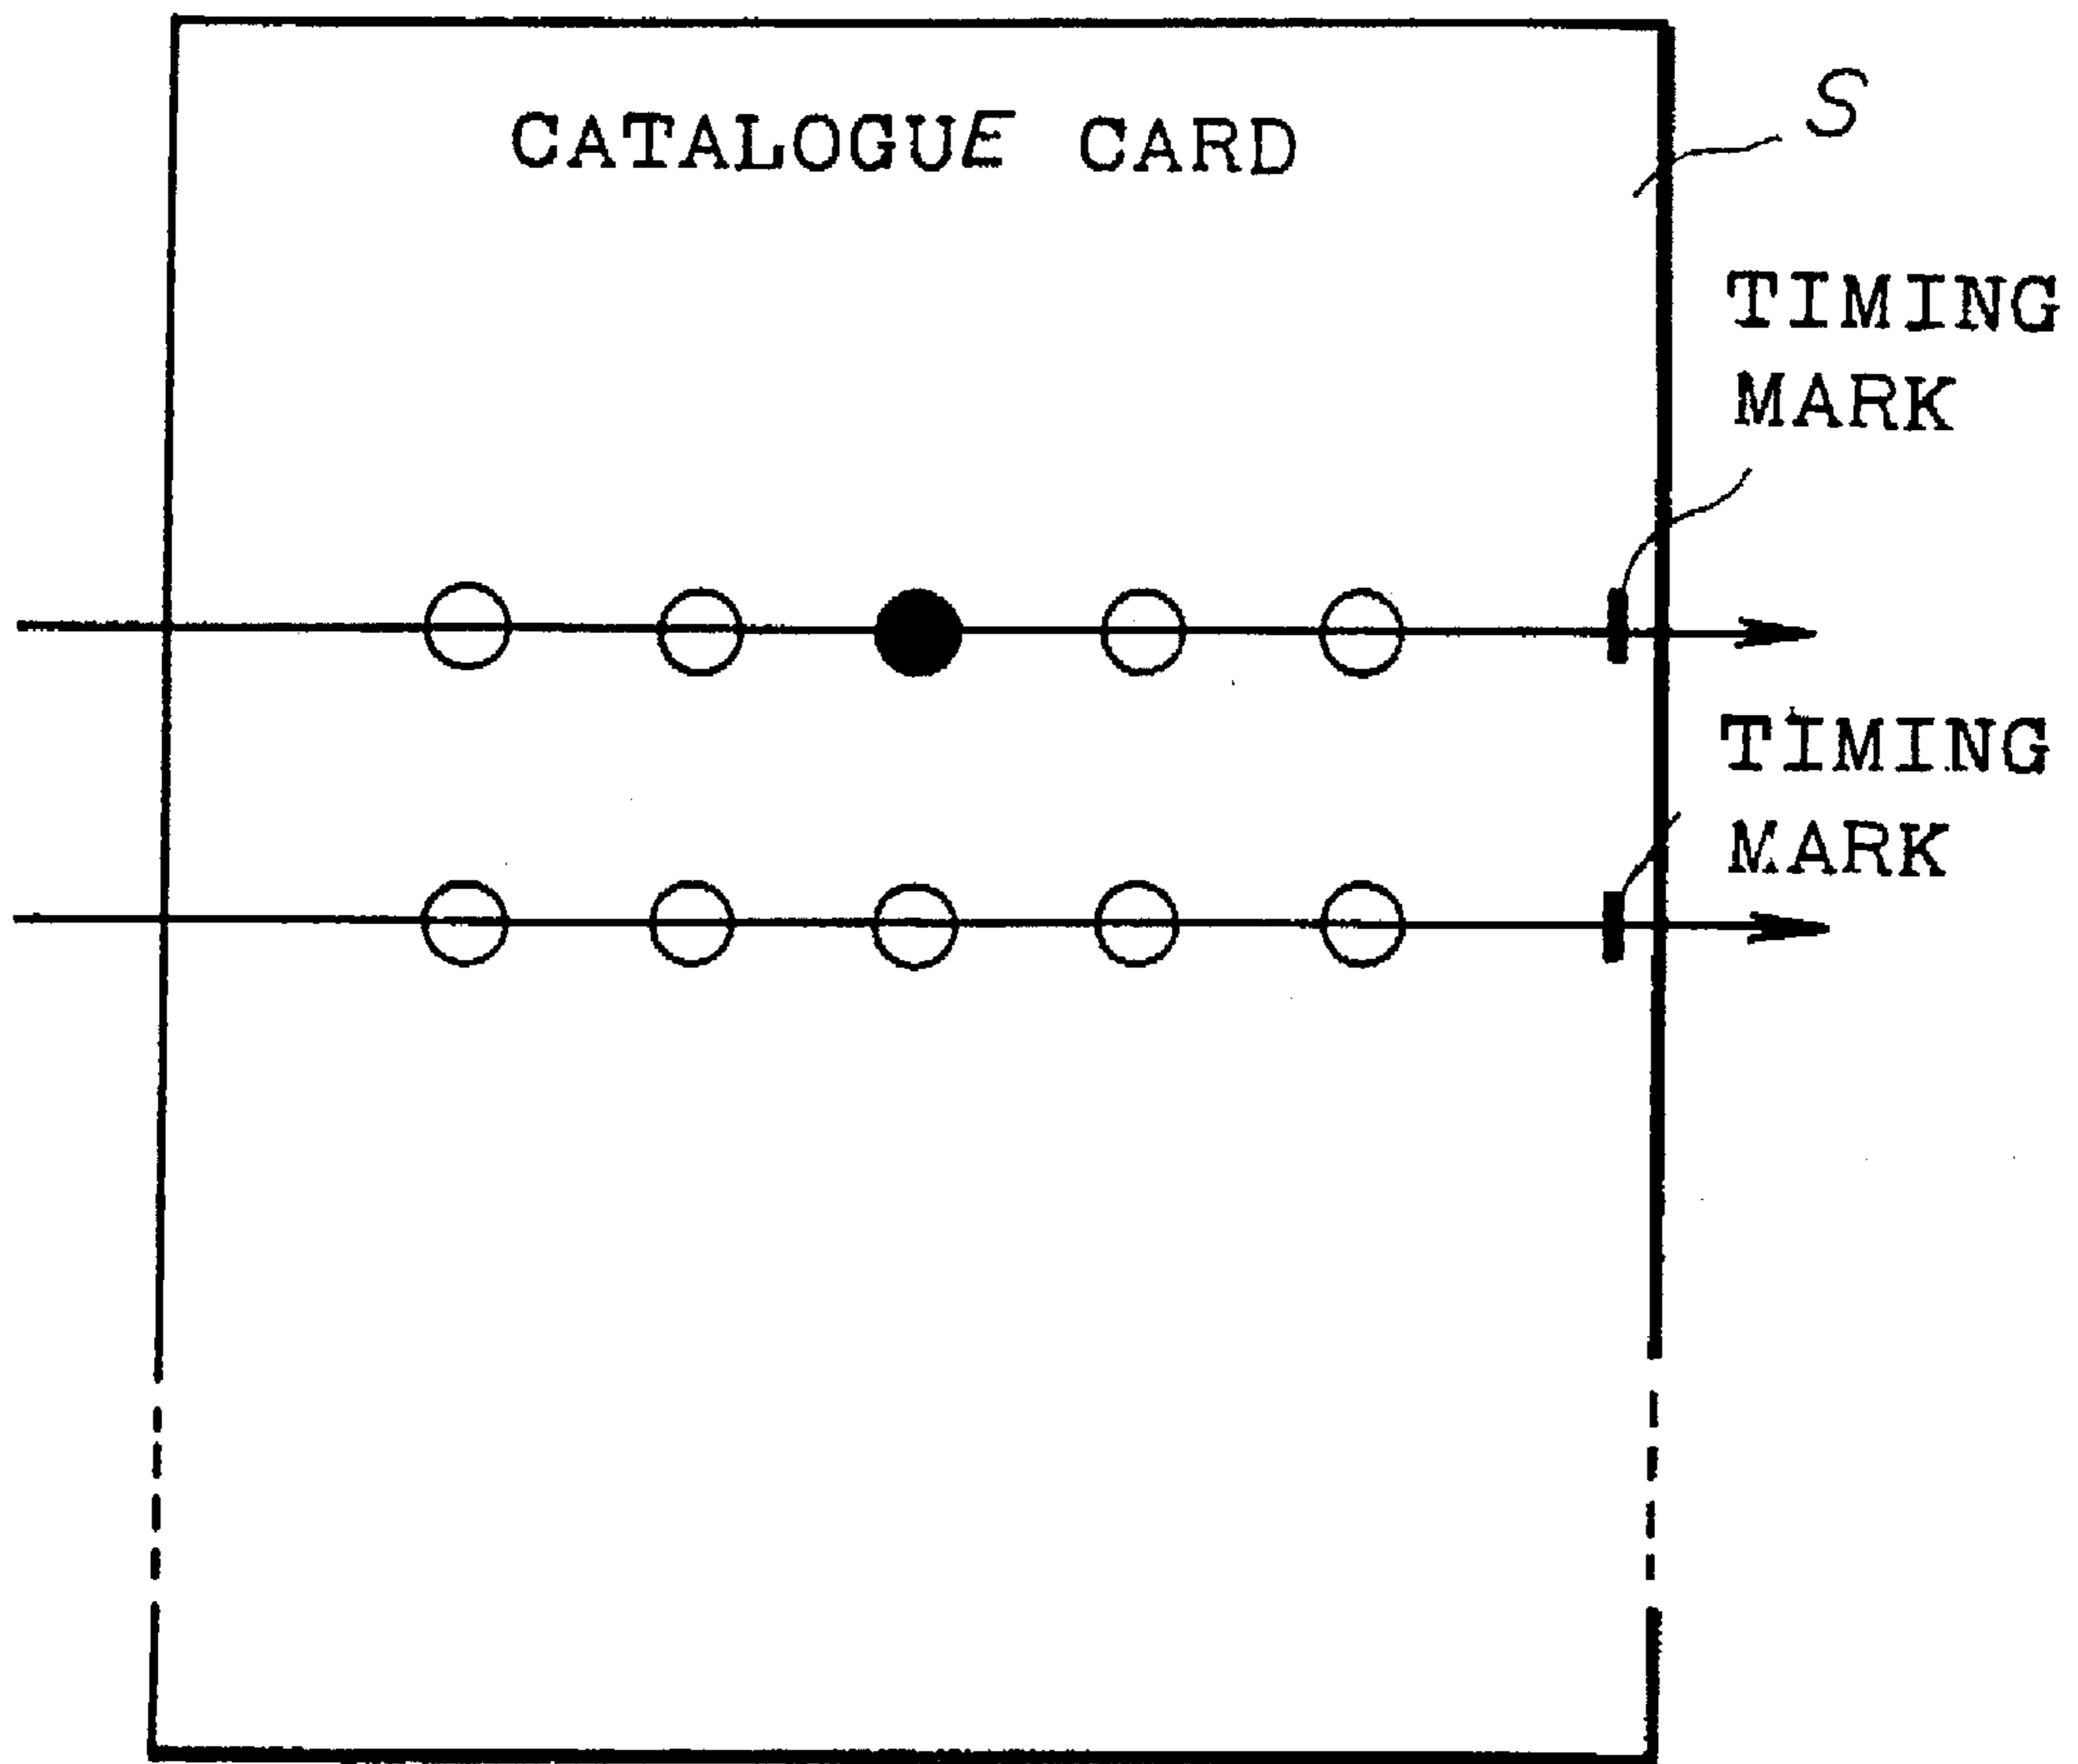 CATALOGUE CARD
S
TIMING
MARK
TIMING
MARK